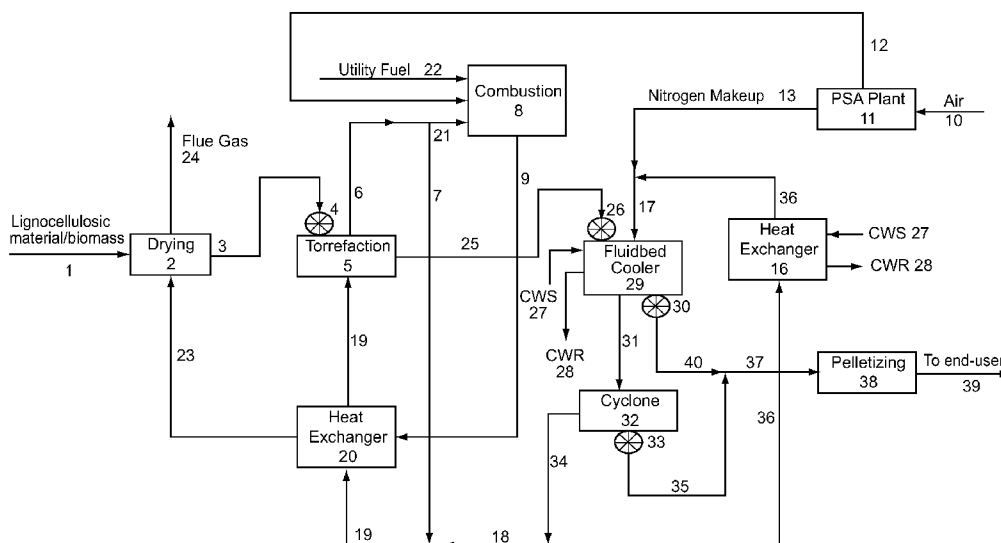 12
Utility Fuel 22
Combustion
8
Nitrogen Makeup 13
PSA Plant
11
Air
10
21
Flue Gas
24
6
7
9
4
26
17
36
Lignocellulosic
material/biomass
1
Drying
2
3
Torrefaction
5
25
Fluidbed
Cooler
29
Heat
Exchanger
16
CWS 27
CWR 28
CWS
27
30
CWR
28
31
23
19
40
37
Pelletizing
38
To end-user
39
Heat
Exchanger
20
Cyclone
32
33
36
34
35
19
18